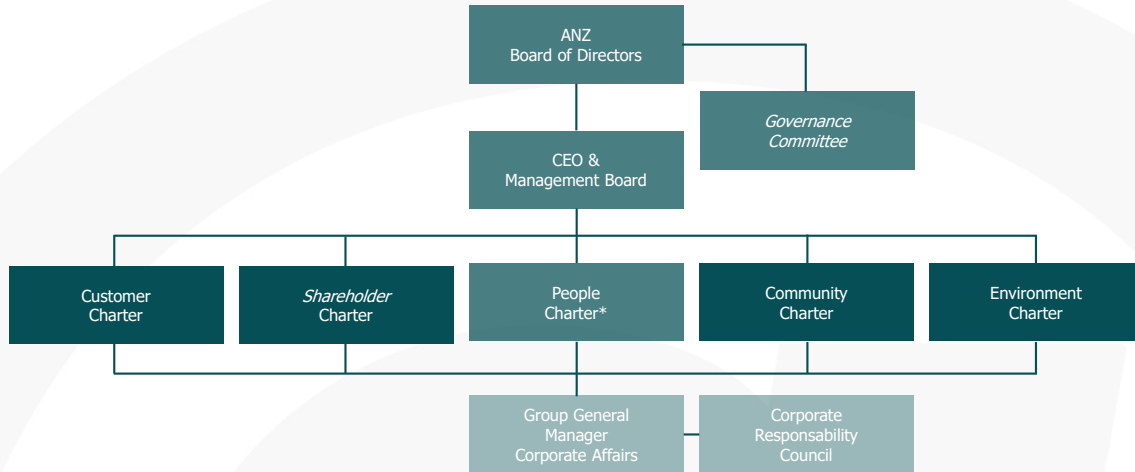 ANZ
Board of Directors
Governance
Committee
CEO &
Management Board
Customer
Charter
Shareholder
Charter
People
Charter*
Community
Charter
Environment
Charter
Group General
Manager
Corporate Affairs
Corporate
Responsability
Council